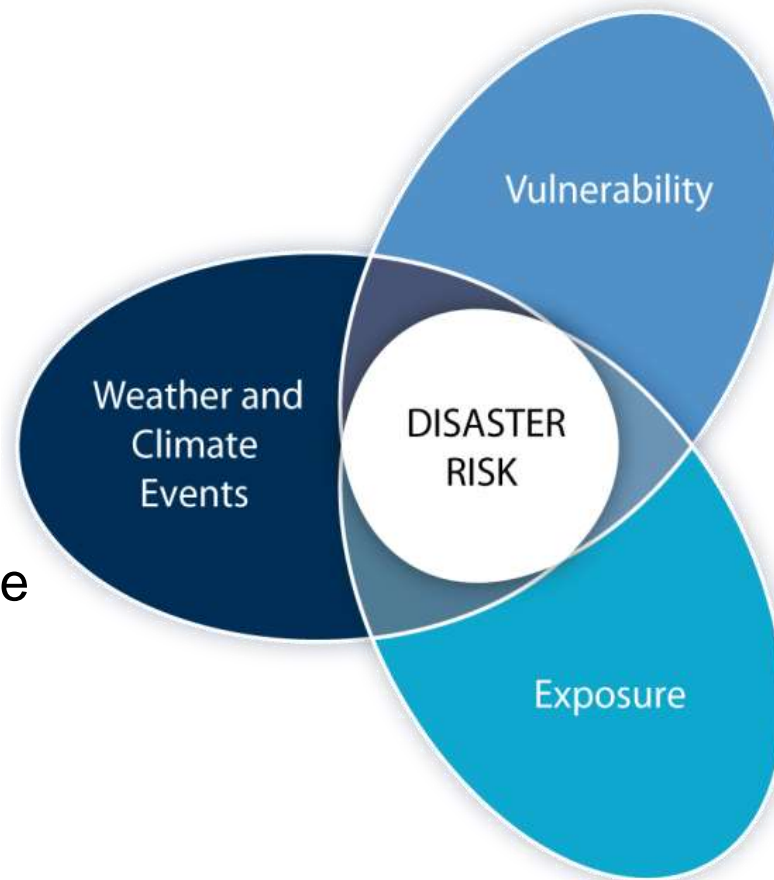 Vulnerability
Weather and
Climate
Events
DISASTER
RISK
e
Exposure